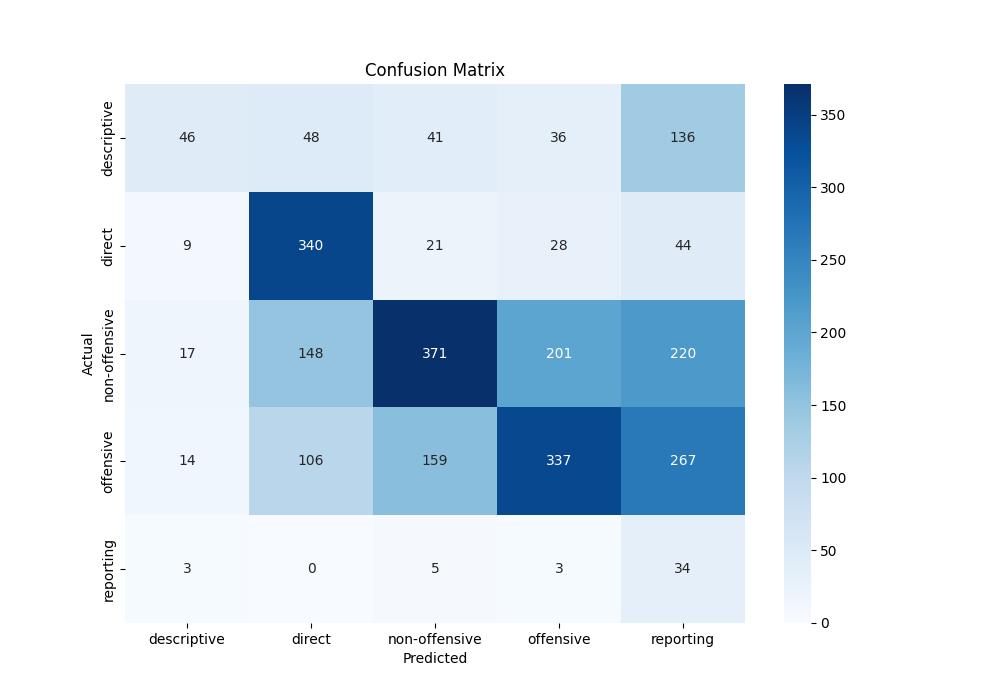 Confusion Matrix
descriptive 46 48 41 36 136
direct 9 340 21 28 44
non-offensive 17 148 371 201 220
offensive 14 106 159 337 267
reporting 3 0 5 3 34
descriptive direct non-offensive offensive reporting
Predicted
Actual
350
300
250
200
150
100
50
0